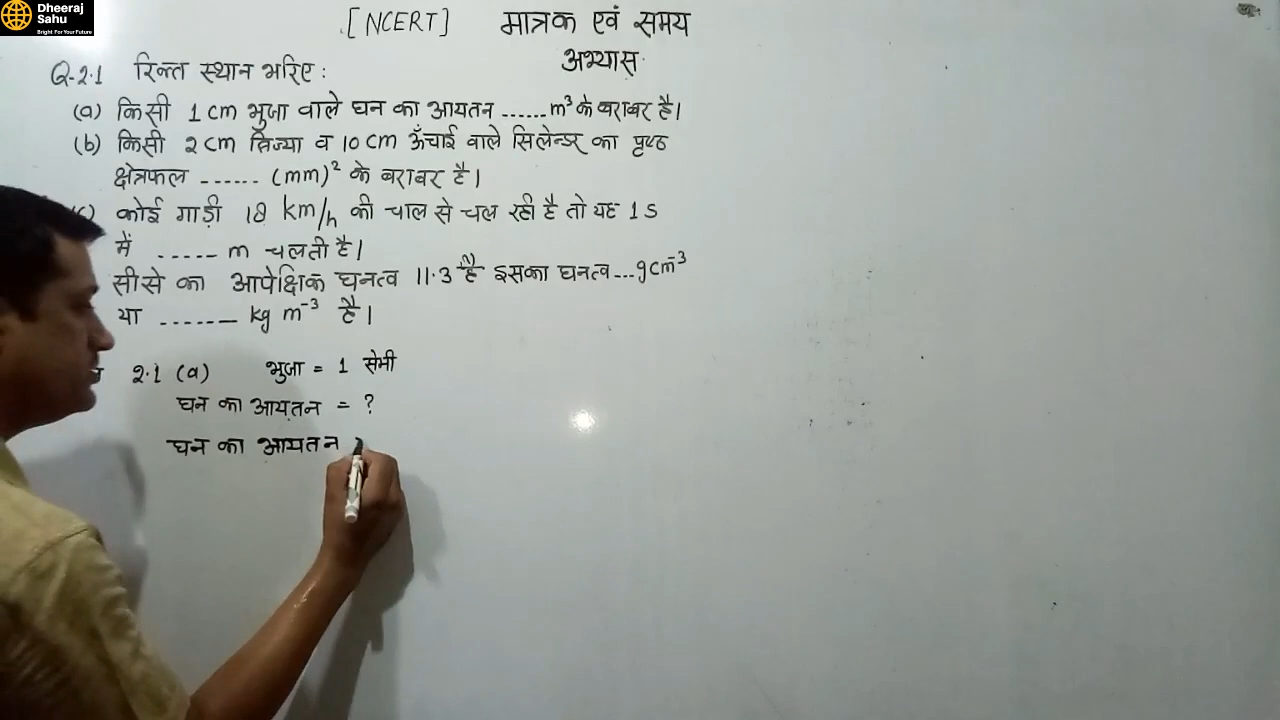 Dheeraj
Sahu
Bright For Your Future
[NCERT] मात्रक एवं समय
अभ्यास
Q.2.1 रिक्त स्थान भरिए :
(a) किसी 1 cm भुजा वाले घन का आयतन ...... m³ के बराबर है।
(b) किसी 2 cm त्रिज्या व 10 cm ऊँचाई वाले सिलेन्डर का पृष्ठ
क्षेत्रफल ...... (mm)² के बराबर है।
(c) कोई गाड़ी 18 km/h की चाल से चल रही है तो यह 1 s
में ..... m चलती है।
सीसे का आपेक्षिक घनत्व 11.3 है इसका घनत्व ... g cm⁻³
या ....... kg m⁻³ है।
2.1 (a) भुजा = 1 सेमी
घन का आयतन = ?
घन का आयतन